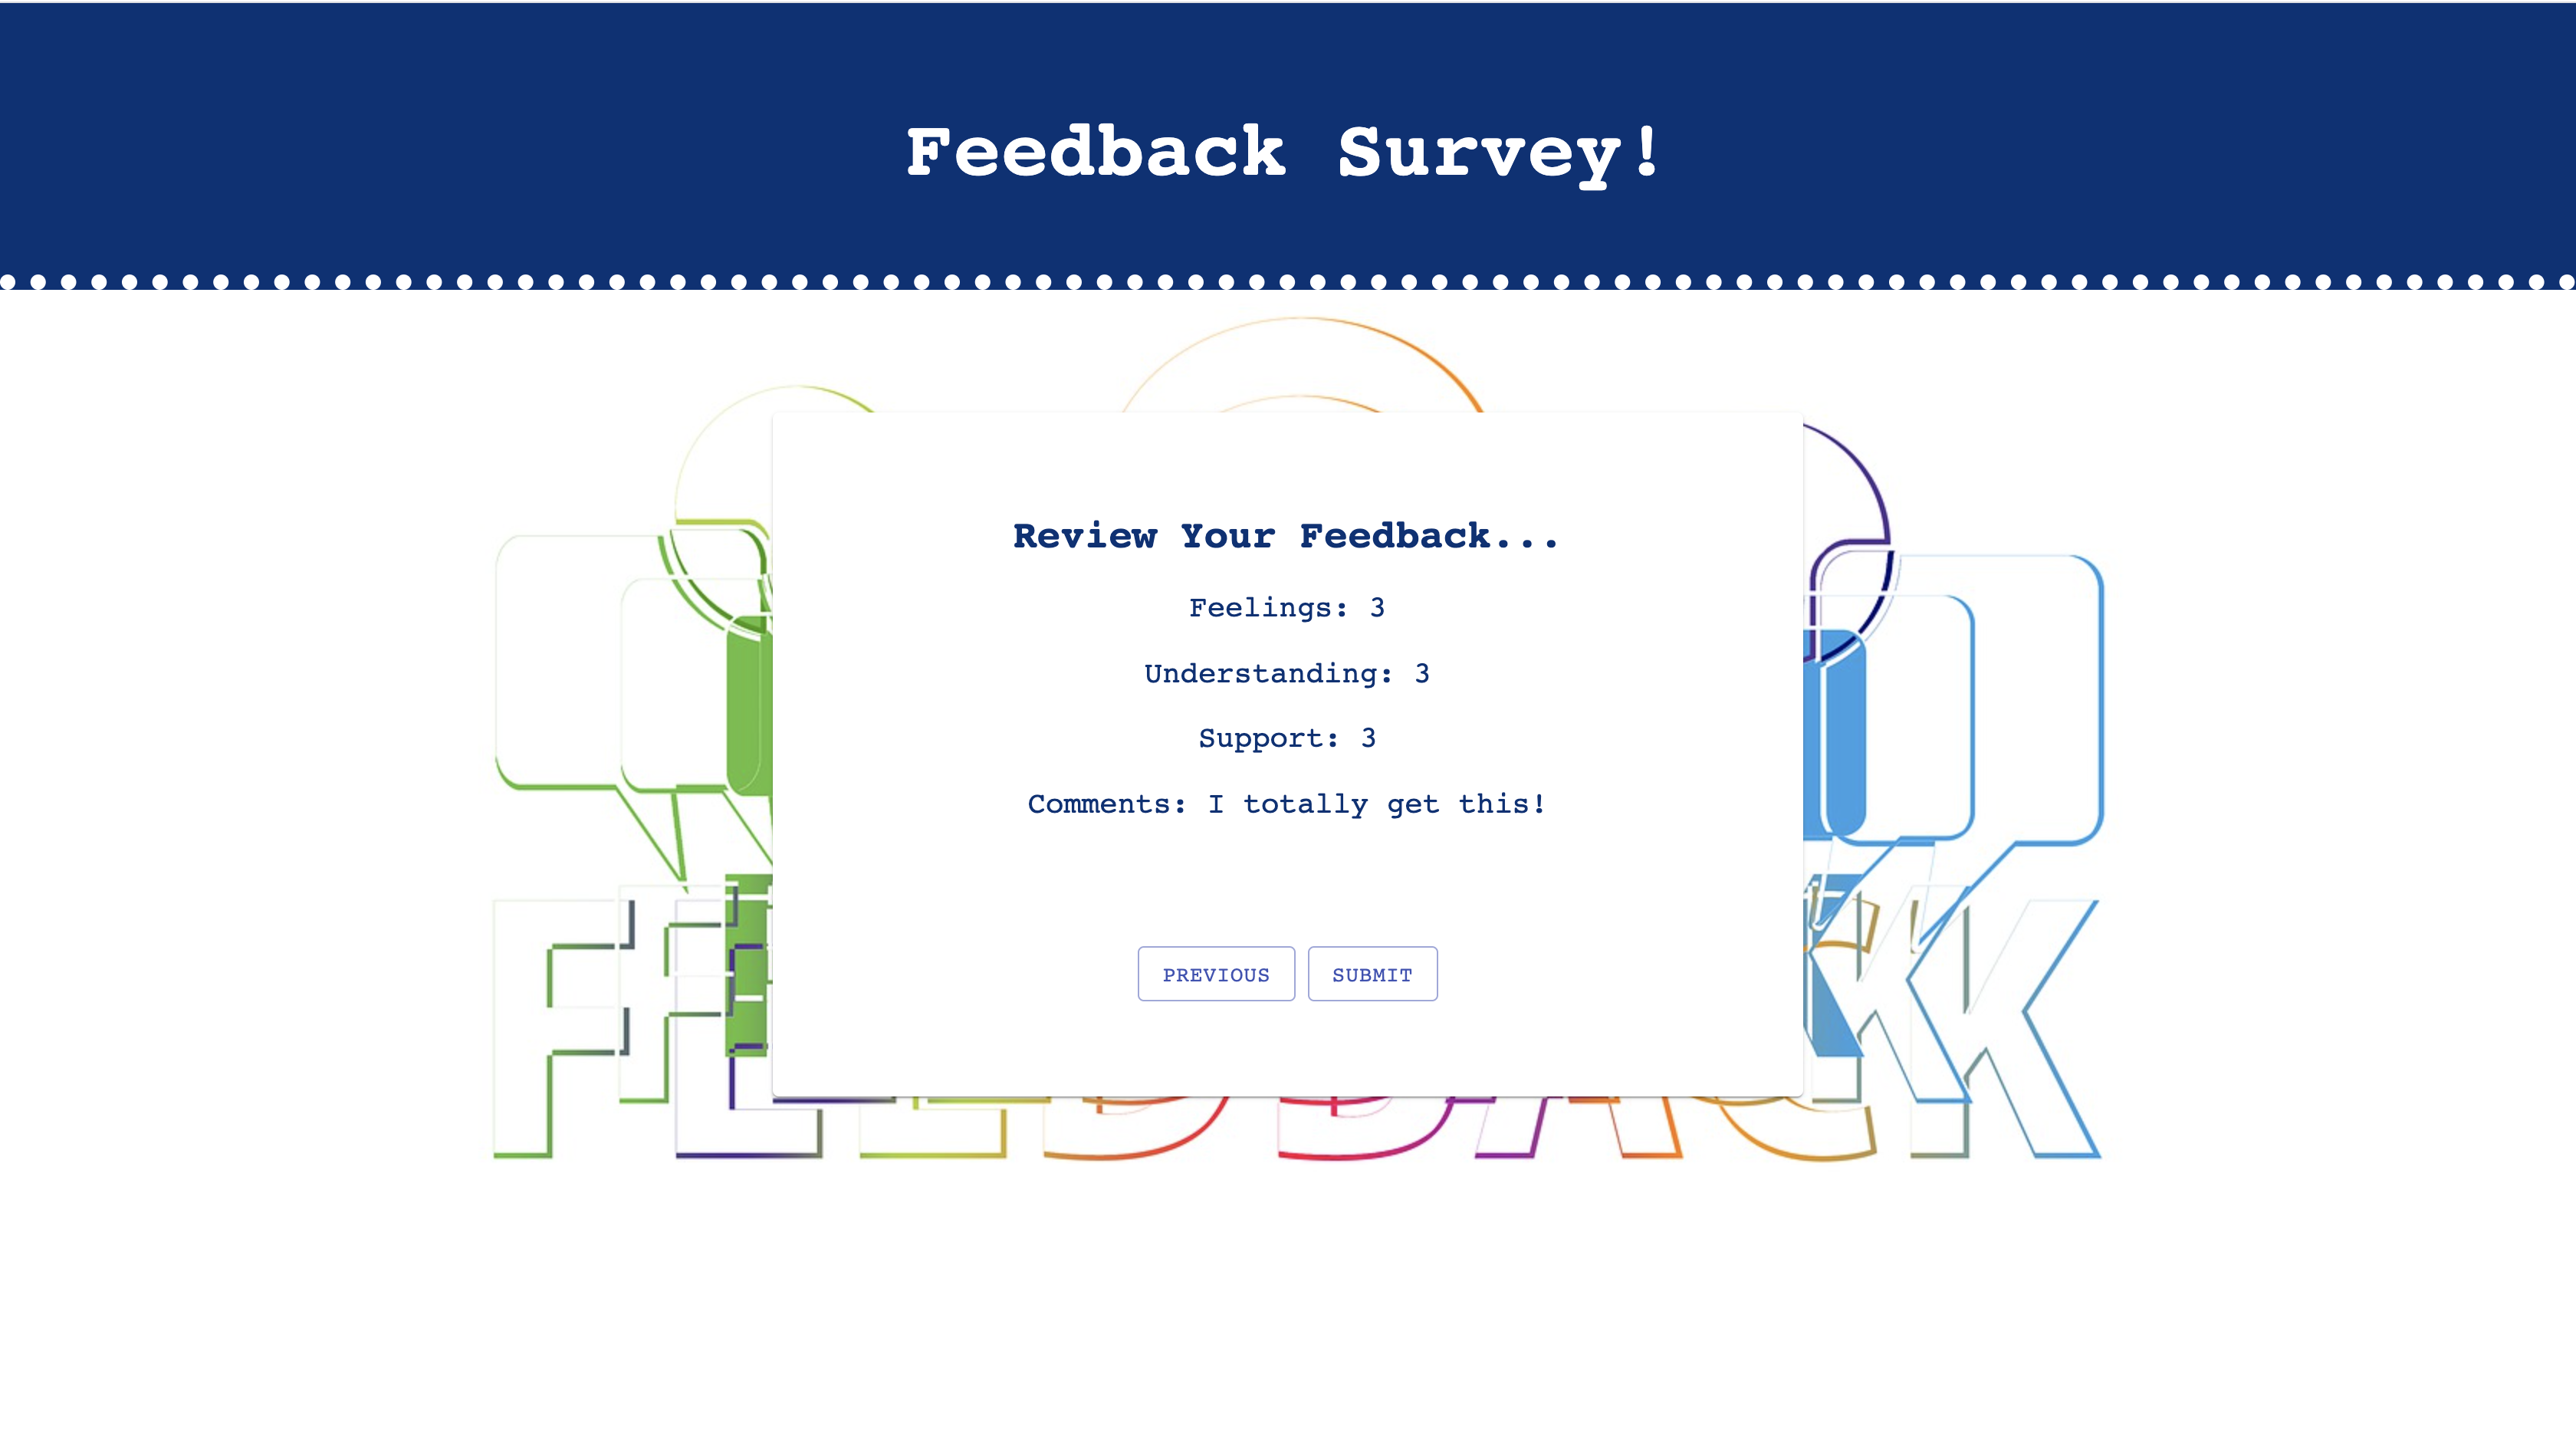 Feedback Survey!
Review Your Feedback...
Feelings: 3
Understanding: 3
Support: 3
Comments: I totally get this!
PREVIOUS SUBMIT